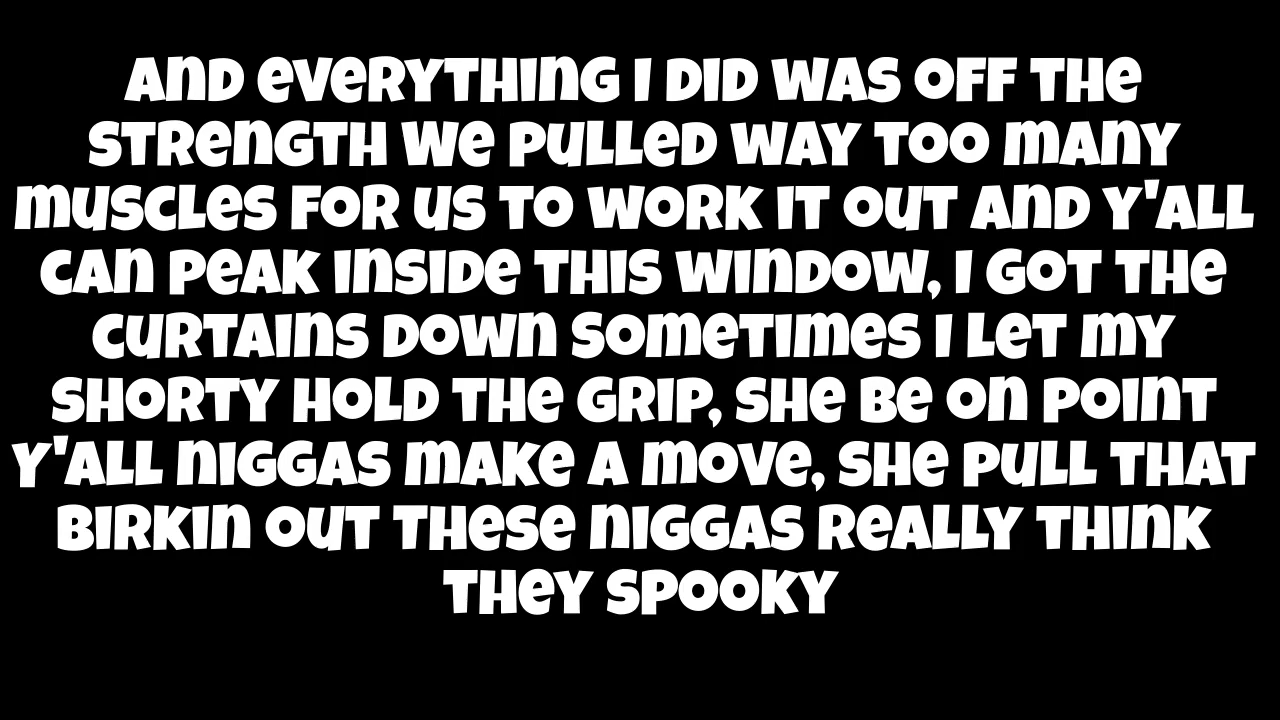 AND EVERYTHING I DID WAS OFF THE
STRENGTH WE PULLED WAY TOO MANY
MUSCLES FOR US TO WORK IT OUT AND Y'ALL
CAN PEAK INSIDE THIS WINDOW, I GOT THE
CURTAINS DOWN SOMETIMES I LET MY
SHORTY HOLD THE GRIP, SHE BE ON POINT
Y'ALL NIGGAS MAKE A MOVE, SHE PULL THAT
BIRKIN OUT THESE NIGGAS REALLY THINK
THEY SPOOKY